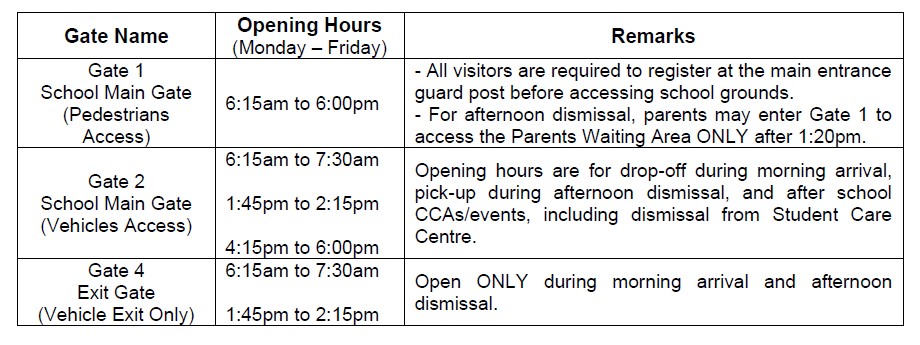 Gate Name
Opening Hours
(Monday – Friday)
Remarks
Gate 1
School Main Gate
(Pedestrians
Access)
6:15am to 6:00pm
- All visitors are required to register at the main entrance
guard post before accessing school grounds.
- For afternoon dismissal, parents may enter Gate 1 to
access the Parents Waiting Area ONLY after 1:20pm.
Gate 2
School Main Gate
(Vehicles Access)
6:15am to 7:30am
1:45pm to 2:15pm
4:15pm to 6:00pm
Opening hours are for drop-off during morning arrival,
pick-up during afternoon dismissal, and after school
CCAs/events, including dismissal from Student Care
Centre.
Gate 4
Exit Gate
(Vehicle Exit Only)
6:15am to 7:30am
1:45pm to 2:15pm
Open ONLY during morning arrival and afternoon
dismissal.